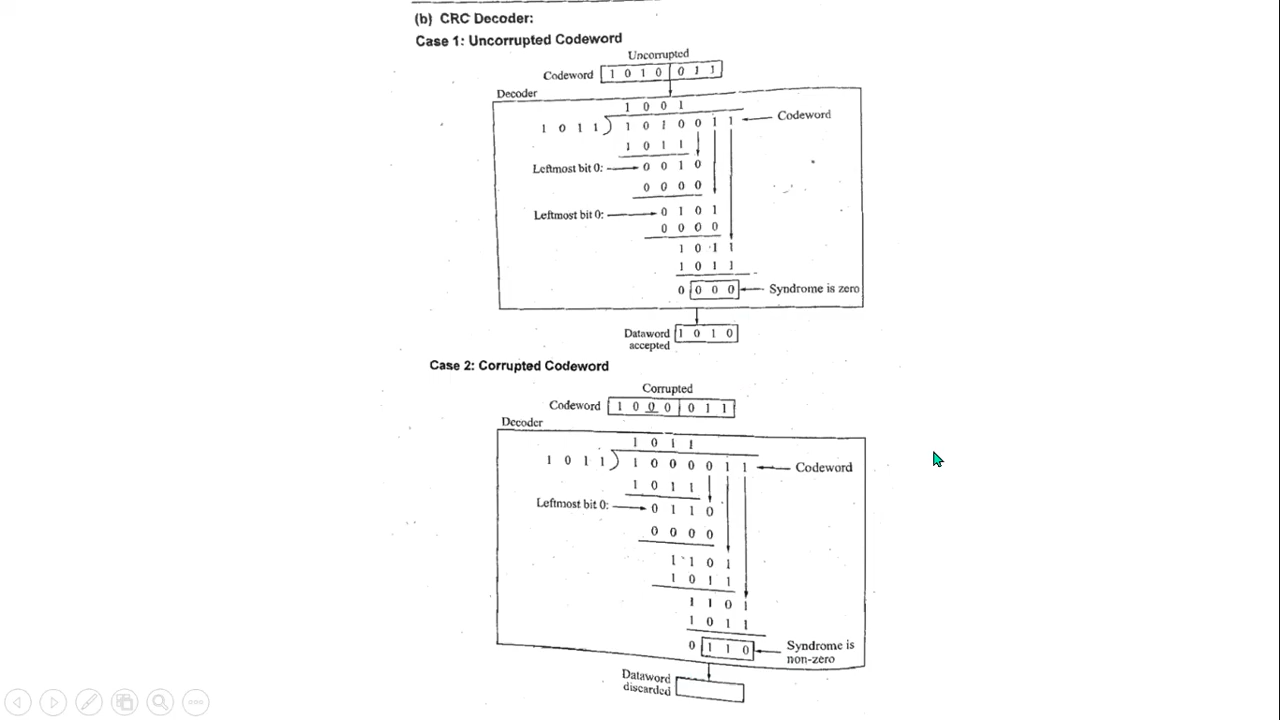 (b) CRC Decoder:
Case 1: Uncorrupted Codeword
Uncorrupted
Codeword 1 0 1 0 0 1 1
Decoder
1 0 0 1
1 0 1 1 ) 1 0 1 0 0 1 1 Codeword
1 0 1 1
Leftmost bit 0: 0 0 1 0
0 0 0 0
Leftmost bit 0: 0 1 0 1
0 0 0 0
1 0 1 1
1 0 1 1
0 0 0 0 Syndrome is zero
Dataword 1 0 1 0
accepted
Case 2: Corrupted Codeword
Corrupted
Codeword 1 0 0 0 0 1 1
Decoder
1 0 1 1
1 0 1 1 ) 1 0 0 0 0 1 1 Codeword
1 0 1 1
Leftmost bit 0: 0 1 1 0
0 0 0 0
1 1 0 1
1 0 1 1
1 1 0 1
1 0 1 1
0 1 1 0 Syndrome is
non-zero
Dataword
discarded